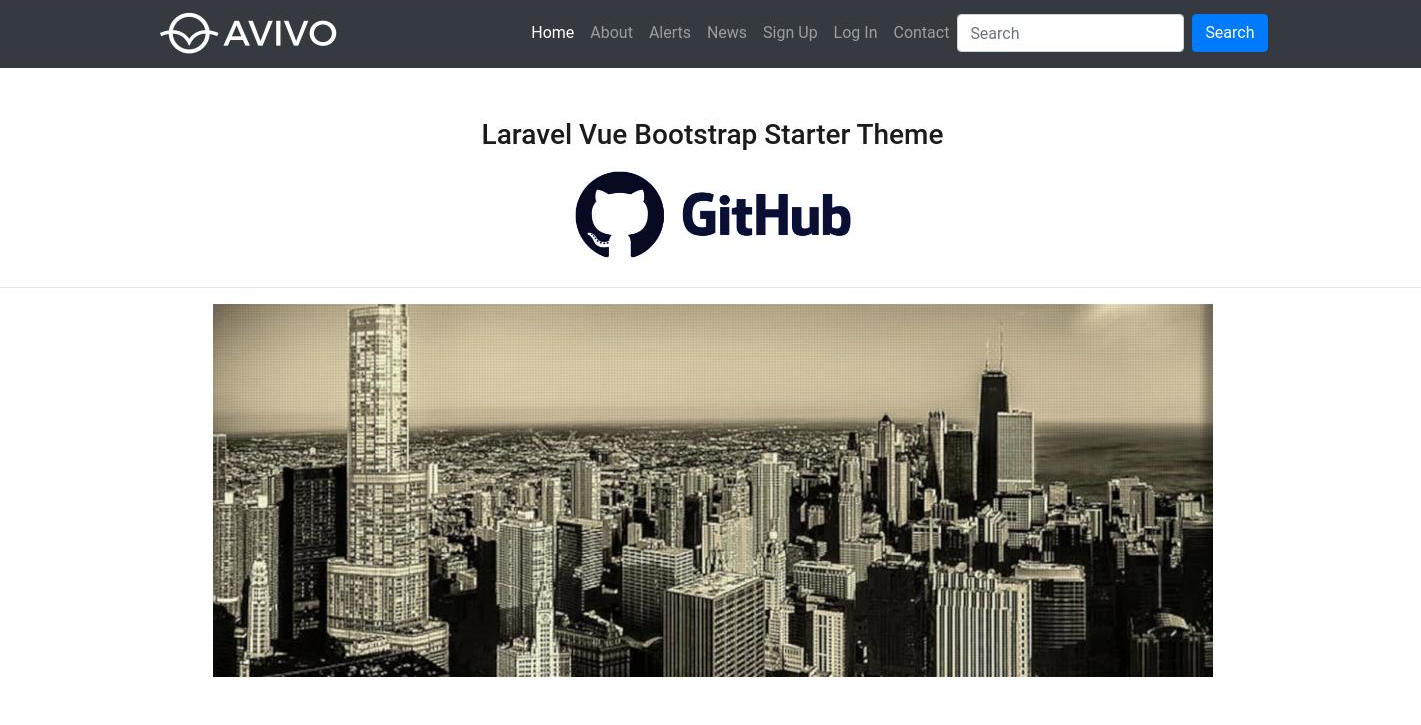 AVIVO
Home About Alerts News Sign Up Log In Contact Search Search
Laravel Vue Bootstrap Starter Theme
GitHub